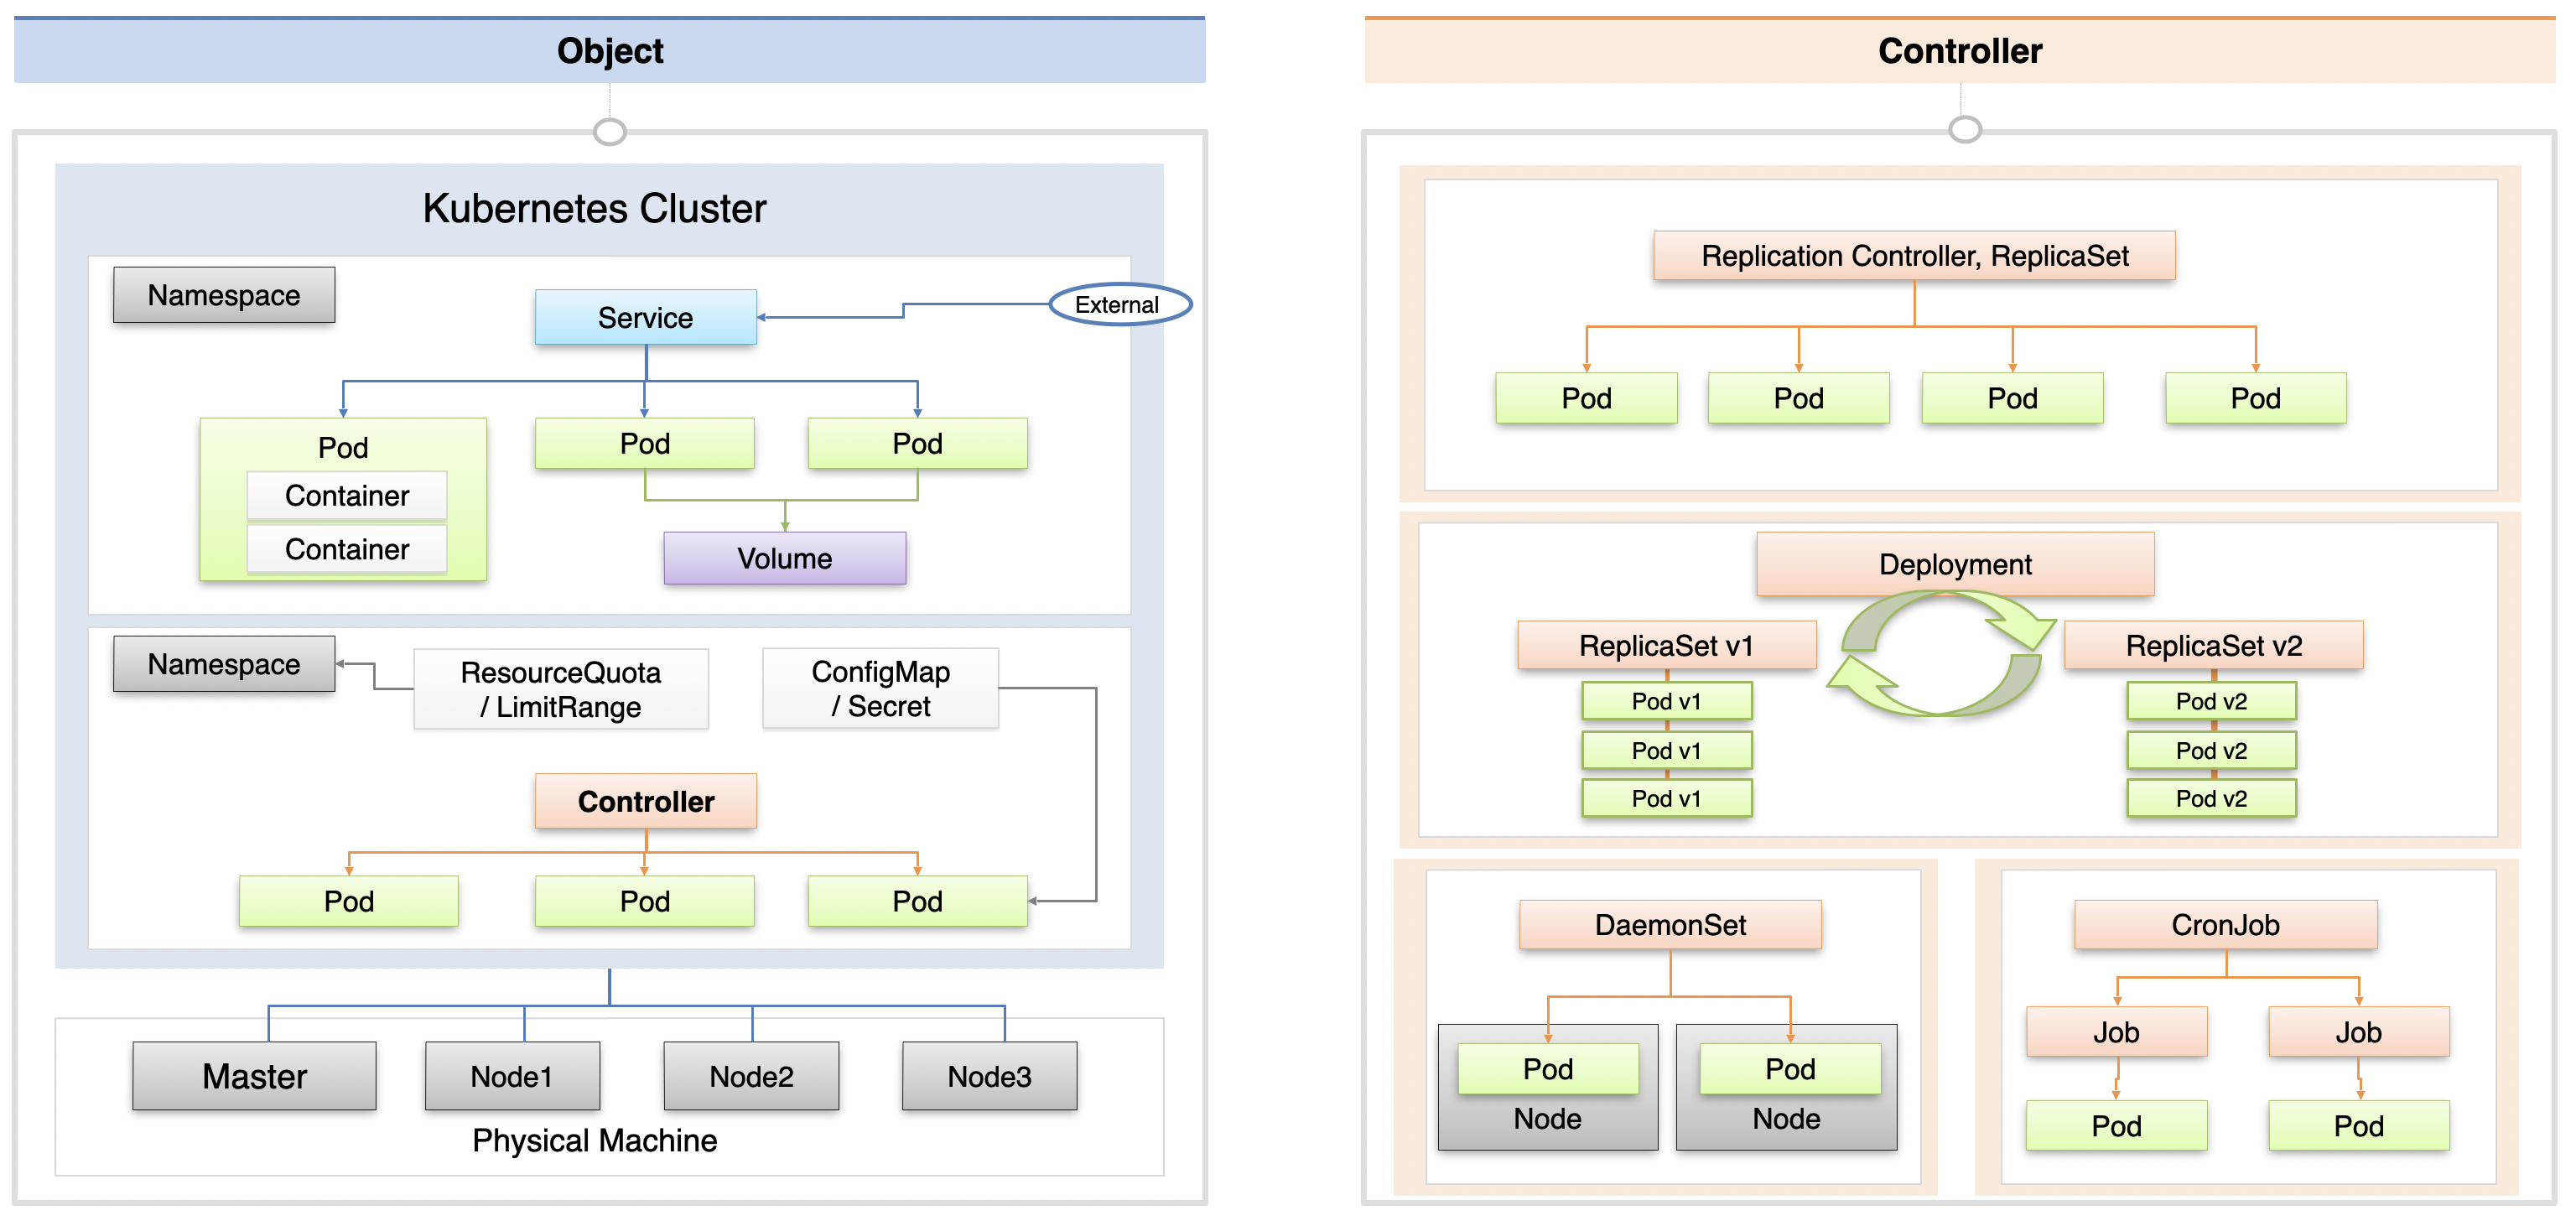 Object
Kubernetes Cluster
Namespace
Service
External
Pod
Container
Container
Pod
Pod
Volume
Namespace
ResourceQuota
/ LimitRange
ConfigMap
/ Secret
Controller
Pod
Pod
Pod
Master
Node1
Node2
Node3
Physical Machine
Controller
Replication Controller, ReplicaSet
Pod
Pod
Pod
Pod
Deployment
ReplicaSet v1
Pod v1
Pod v1
Pod v1
ReplicaSet v2
Pod v2
Pod v2
Pod v2
DaemonSet
Pod
Node
Pod
Node
CronJob
Job
Job
Pod
Pod